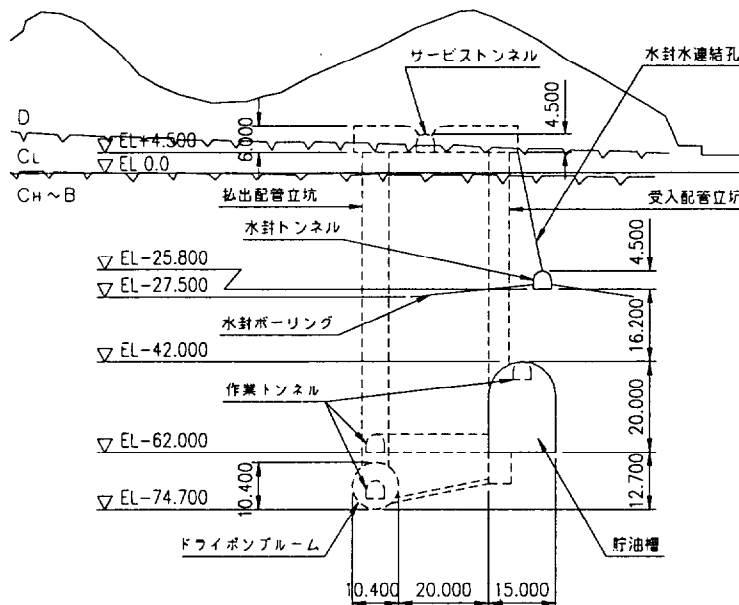 サービストンネル
水封水連結孔
4.500
D
EL+4.500
6.000
CL
EL 0.0
CH～B
払出配管立坑
受入配管立坑
水封トンネル
4.500
EL-25.800
EL-27.500
水封ボーリング
16.200
EL-42.000
作業トンネル
20.000
EL-62.000
10.400
12.700
EL-74.700
ドライポンプルーム
貯油槽
10.400
20.000
15.000